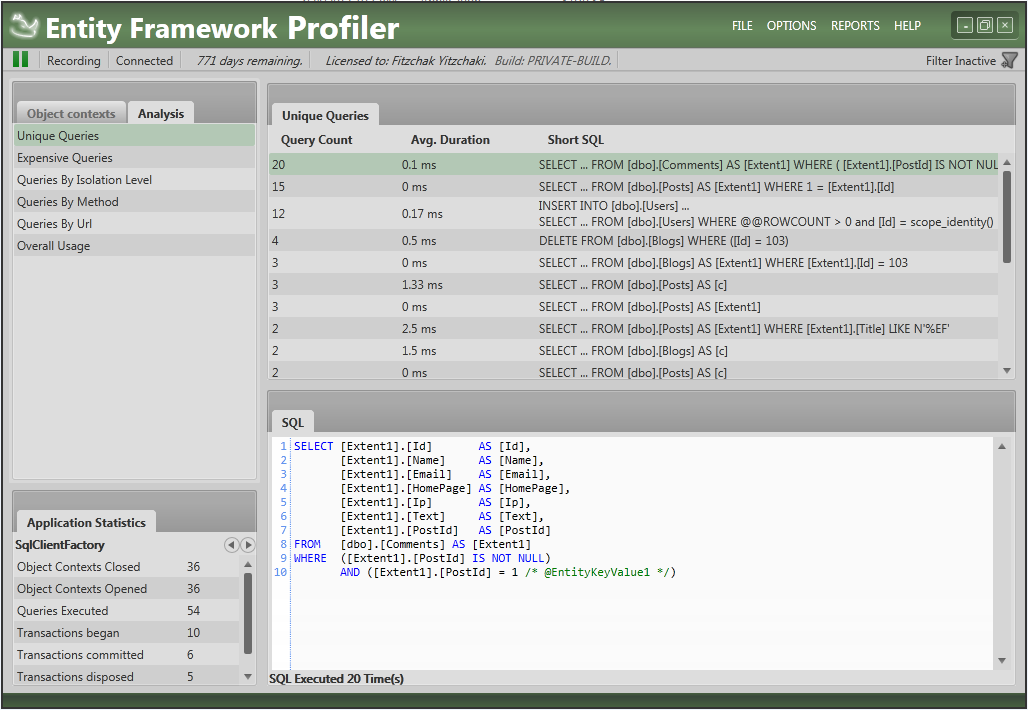 Entity Framework Profiler
FILE OPTIONS REPORTS HELP
Recording Connected 771 days remaining. Licensed to: Fitzchak Yitzchaki. Build: PRIVATE-BUILD. Filter Inactive
Object contexts Analysis
Unique Queries
Expensive Queries
Queries By Isolation Level
Queries By Method
Queries By Url
Overall Usage
Application Statistics
SqlClientFactory
Object Contexts Closed 36
Object Contexts Opened 36
Queries Executed 54
Transactions began 10
Transactions committed 6
Transactions disposed 5
Unique Queries
Query Count Avg. Duration Short SQL
20 0.1 ms SELECT ... FROM [dbo].[Comments] AS [Extent1] WHERE ( [Extent1].[PostId] IS NOT NUL
15 0 ms SELECT ... FROM [dbo].[Posts] AS [Extent1] WHERE 1 = [Extent1].[Id]
12 0.17 ms INSERT INTO [dbo].[Users] ...
SELECT ... FROM [dbo].[Users] WHERE @@ROWCOUNT > 0 and [Id] = scope_identity()
4 0.5 ms DELETE FROM [dbo].[Blogs] WHERE ([Id] = 103)
3 0 ms SELECT ... FROM [dbo].[Blogs] AS [Extent1] WHERE [Extent1].[Id] = 103
3 1.33 ms SELECT ... FROM [dbo].[Posts] AS [c]
3 0 ms SELECT ... FROM [dbo].[Posts] AS [Extent1]
2 2.5 ms SELECT ... FROM [dbo].[Posts] AS [Extent1] WHERE [Extent1].[Title] LIKE N'%EF'
2 1.5 ms SELECT ... FROM [dbo].[Blogs] AS [c]
2 0 ms SELECT ... FROM [dbo].[Posts] AS [c]
SQL
1 SELECT [Extent1].[Id] AS [Id],
2 [Extent1].[Name] AS [Name],
3 [Extent1].[Email] AS [Email],
4 [Extent1].[HomePage] AS [HomePage],
5 [Extent1].[Ip] AS [Ip],
6 [Extent1].[Text] AS [Text],
7 [Extent1].[PostId] AS [PostId]
8 FROM [dbo].[Comments] AS [Extent1]
9 WHERE ([Extent1].[PostId] IS NOT NULL)
10 AND ([Extent1].[PostId] = 1 /* @EntityKeyValue1 */)
SQL Executed 20 Time(s)